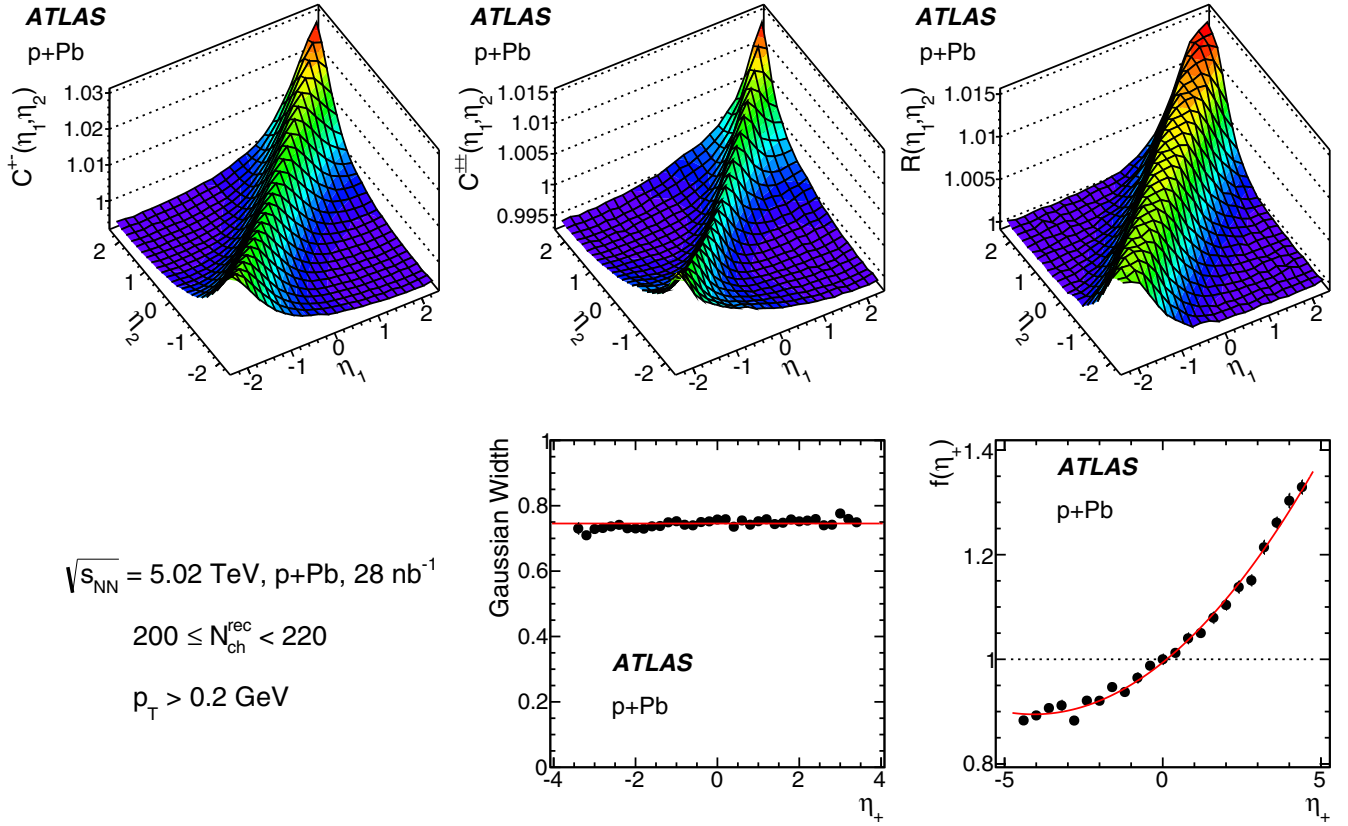 ATLAS
p+Pb
C⁺⁻(η₁,η₂)
1.03
1.02
1.01
1
2
1
0
-1
-2
η₂
-2
-1
0
1
2
η₁
ATLAS
p+Pb
C^±±(η₁,η₂)
1.015
1.01
1.005
1
0.995
2
1
0
-1
-2
η₂
-2
-1
0
1
2
η₁
ATLAS
p+Pb
R(η₁,η₂)
1.015
1.01
1.005
1
2
1
0
-1
-2
η₂
-2
-1
0
1
2
η₁
√s_NN = 5.02 TeV, p+Pb, 28 nb⁻¹
200 ≤ N_ch^rec < 220
p_T > 0.2 GeV
Gaussian Width
1
0.8
0.6
0.4
0.2
0
ATLAS
p+Pb
-4 -2 0 2 4
η₊
f(η₊)
1.4
1.2
1
0.8
ATLAS
p+Pb
-5 0 5
η₊